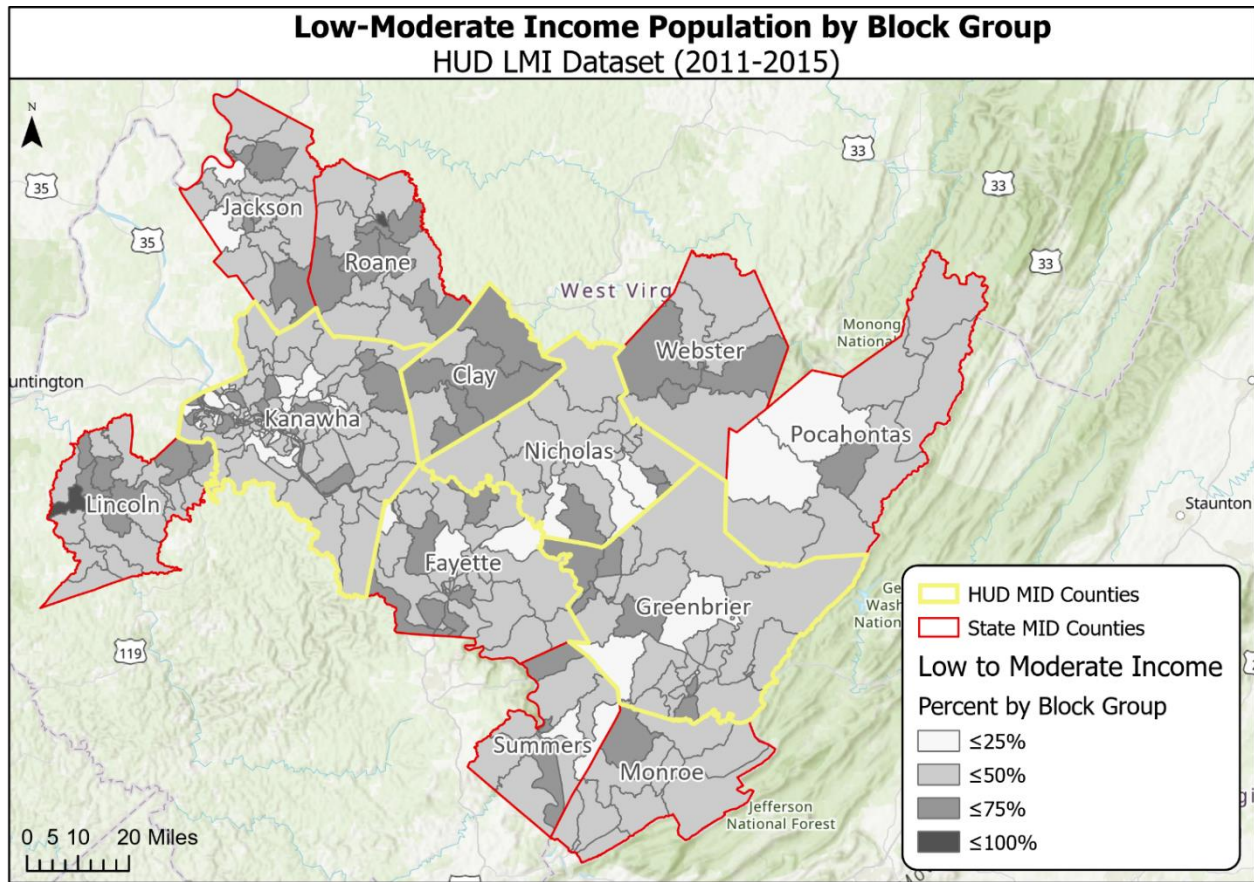 Low-Moderate Income Population by Block Group
HUD LMI Dataset (2011-2015)
N
33
35
33
Jackson
35
Roane
33
West Virg
Monong
National
Webster
untington
Clay
Kanawha
Pocahontas
Nicholas
Lincoln
Staunton
Fayette
Greenbrier
Ge
Wash
Nation
HUD MID Counties
State MID Counties
119
Low to Moderate Income
Percent by Block Group
Summers
≤25%
Monroe
≤50%
Jefferson
National Forest
≤75%
0 5 10 20 Miles
≤100%